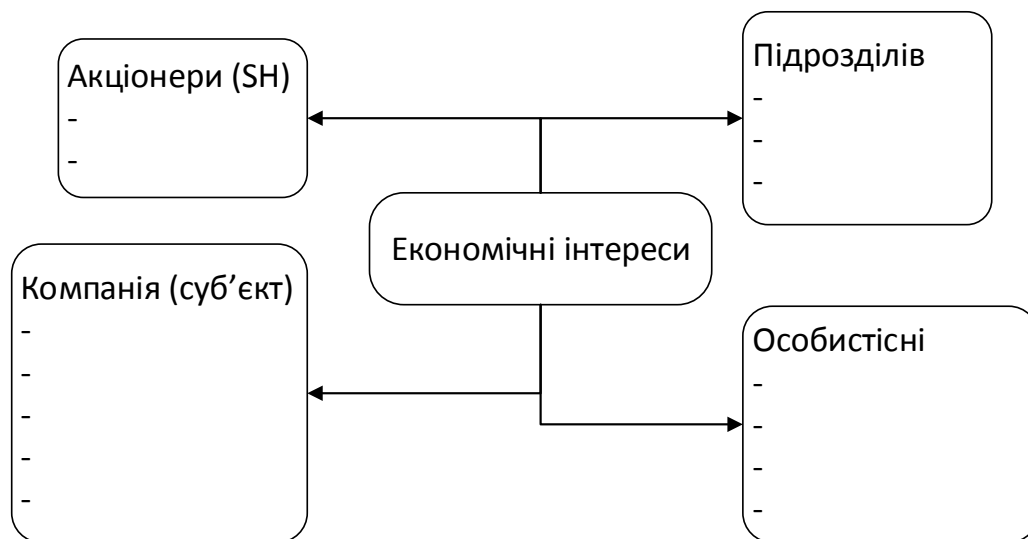 Акціонери (SH)
-
-
Підрозділів
-
-
-
Економічні інтереси
Компанія (суб’єкт)
-
-
-
-
-
Особистісні
-
-
-
-